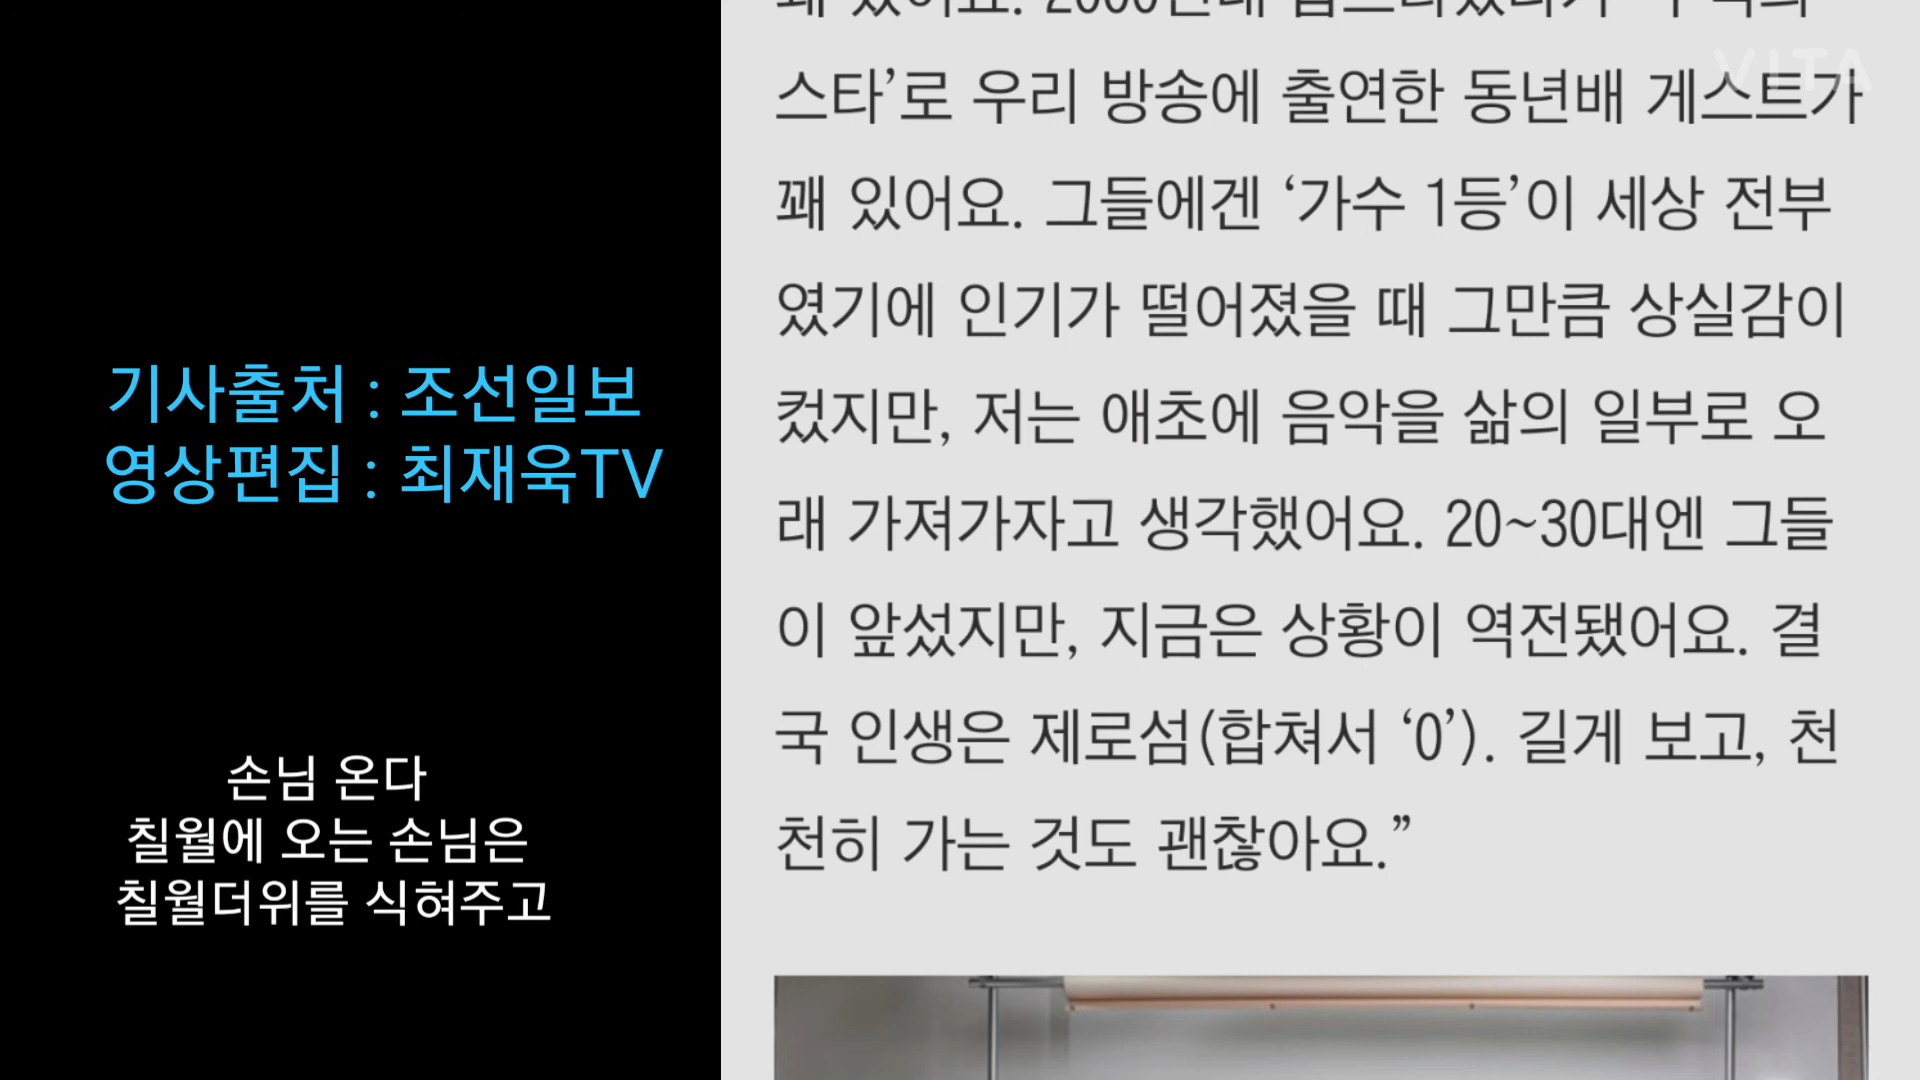 기사출처 : 조선일보
영상편집 : 최재욱TV
손님 온다
칠월에 오는 손님은
칠월더위를 식혀주고
VITA
스타’로 우리 방송에 출연한 동년배 게스트가
꽤 있어요. 그들에겐 ‘가수 1등’이 세상 전부
였기에 인기가 떨어졌을 때 그만큼 상실감이
컸지만, 저는 애초에 음악을 삶의 일부로 오
래 가져가자고 생각했어요. 20~30대엔 그들
이 앞섰지만, 지금은 상황이 역전됐어요. 결
국 인생은 제로섬(합쳐서 ‘0’). 길게 보고, 천
천히 가는 것도 괜찮아요.”